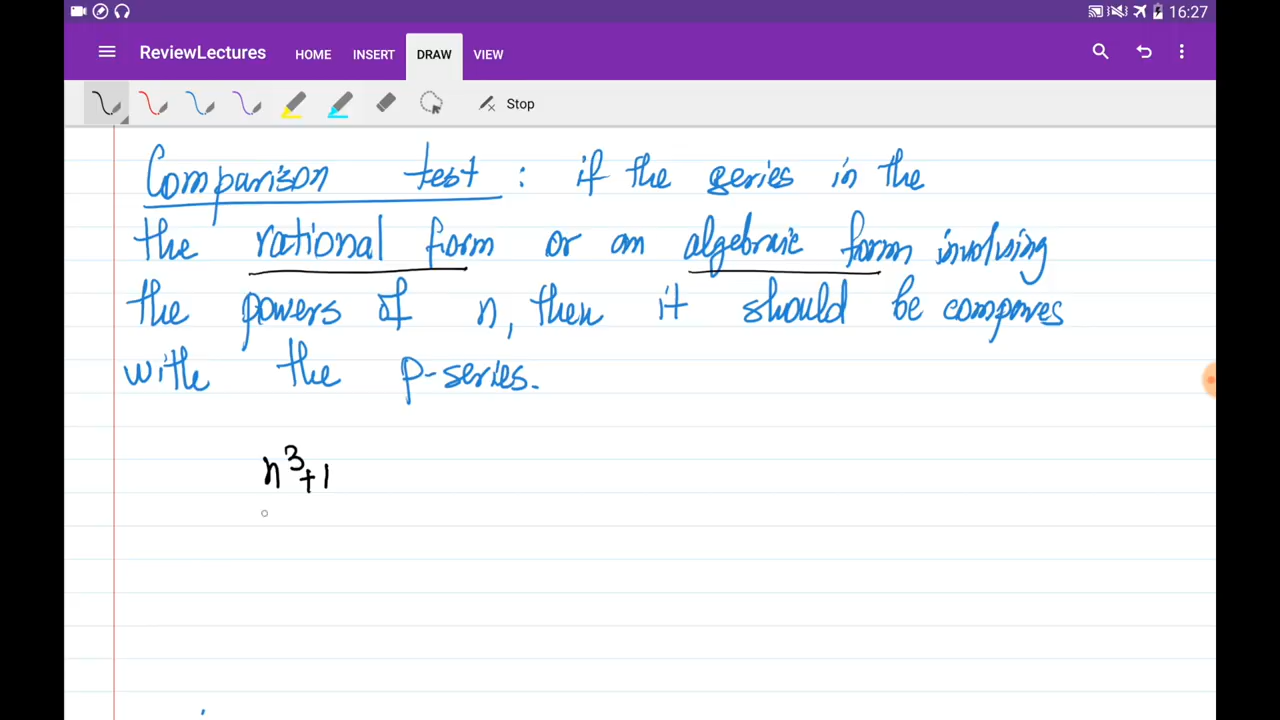 16:27
ReviewLectures HOME INSERT DRAW VIEW
Stop
Comparison test : if the series in the
the rational form or an algebraic form involving
the powers of n, then it should be compares
with the p-series.
n³+1